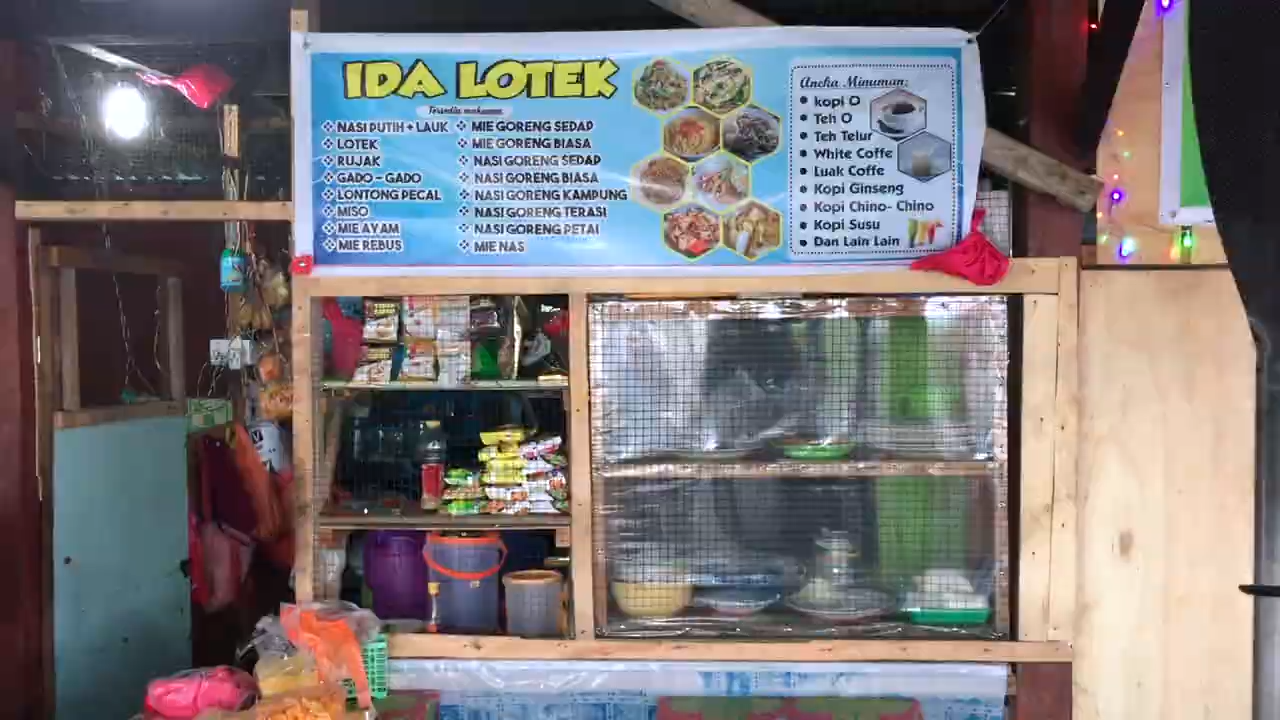 IDA LOTEK
Tersedia makanan
NASI PUTIH + LAUK
LOTEK
RUJAK
GADO - GADO
LONTONG PECAL
MISO
MIE AYAM
MIE REBUS
MIE GORENG SEDAP
MIE GORENG BIASA
NASI GORENG SEDAP
NASI GORENG BIASA
NASI GORENG KAMPUNG
NASI GORENG TERASI
NASI GORENG PETAI
MIE NAS
Aneka Minuman:
kopi O
Teh O
Teh Telur
White Coffe
Luak Coffe
Kopi Ginseng
Kopi Chino- Chino
Kopi Susu
Dan Lain Lain